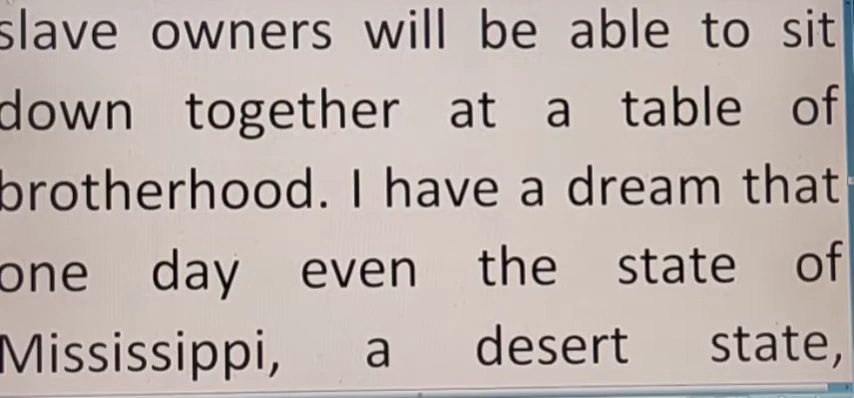 slave owners will be able to sit
down together at a table of
brotherhood. I have a dream that
one day even the state of
Mississippi, a desert state,